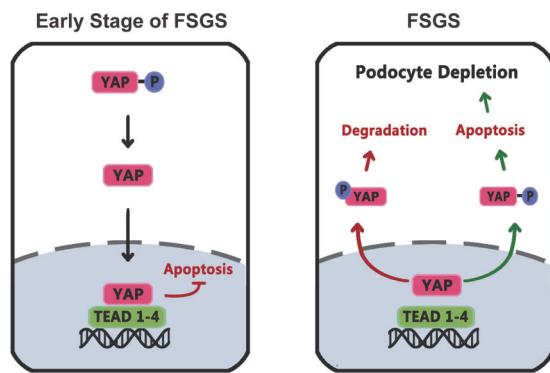 Early Stage of FSGS
YAP P
YAP
Apoptosis
YAP
TEAD 1-4
FSGS
Podocyte Depletion
Degradation Apoptosis
P YAP YAP P
YAP
TEAD 1-4